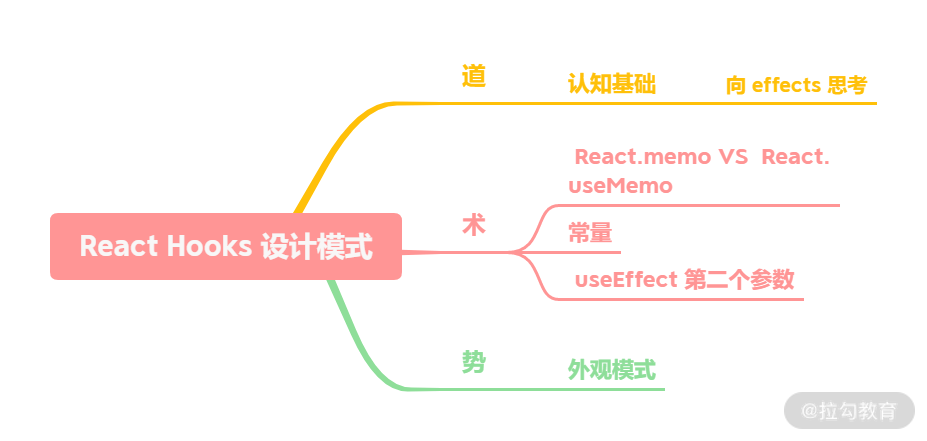 道
认知基础
向 effects 思考
React.memo VS React.
useMemo
React Hooks 设计模式
术
常量
useEffect 第二个参数
势
外观模式
@拉勾教育